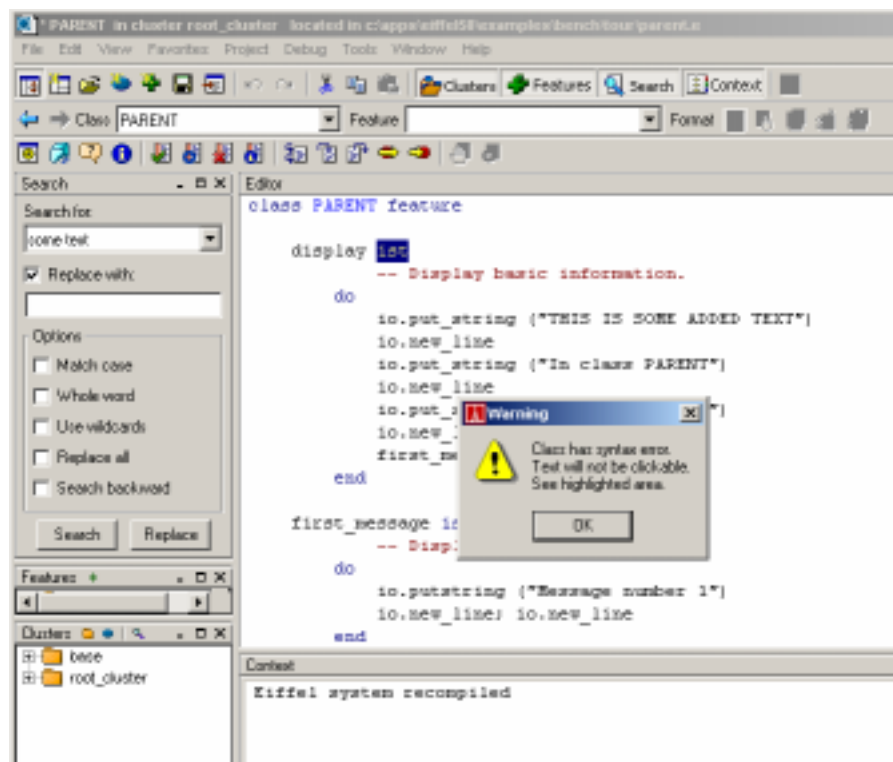 PARENT in cluster root_cluster located in c:\apps\eiffel50\examples\bench\tour\parent.e
File Edit View Favorites Project Debug Tools Window Help
Clusters Features Search Context
Class PARENT Feature Format
Search
Search for:
some text
Replace with:
Options
Match case
Whole word
Use wildcards
Replace all
Search backward
Search Replace
Features
Clusters
base
root_cluster
Editor
class PARENT feature
display ist
-- Display basic information.
do
io.put_string ("THIS IS SOME ADDED TEXT")
io.new_line
io.put_string ("In class PARENT")
io.new_line
io.put_s ")
io.new_l
first_me
end
first_message is
-- Displ
do
io.putstring ("Message number 1")
io.new_line; io.new_line
end
Warning
Class has syntax error.
Text will not be clickable.
See highlighted area.
OK
Context
Eiffel system recompiled